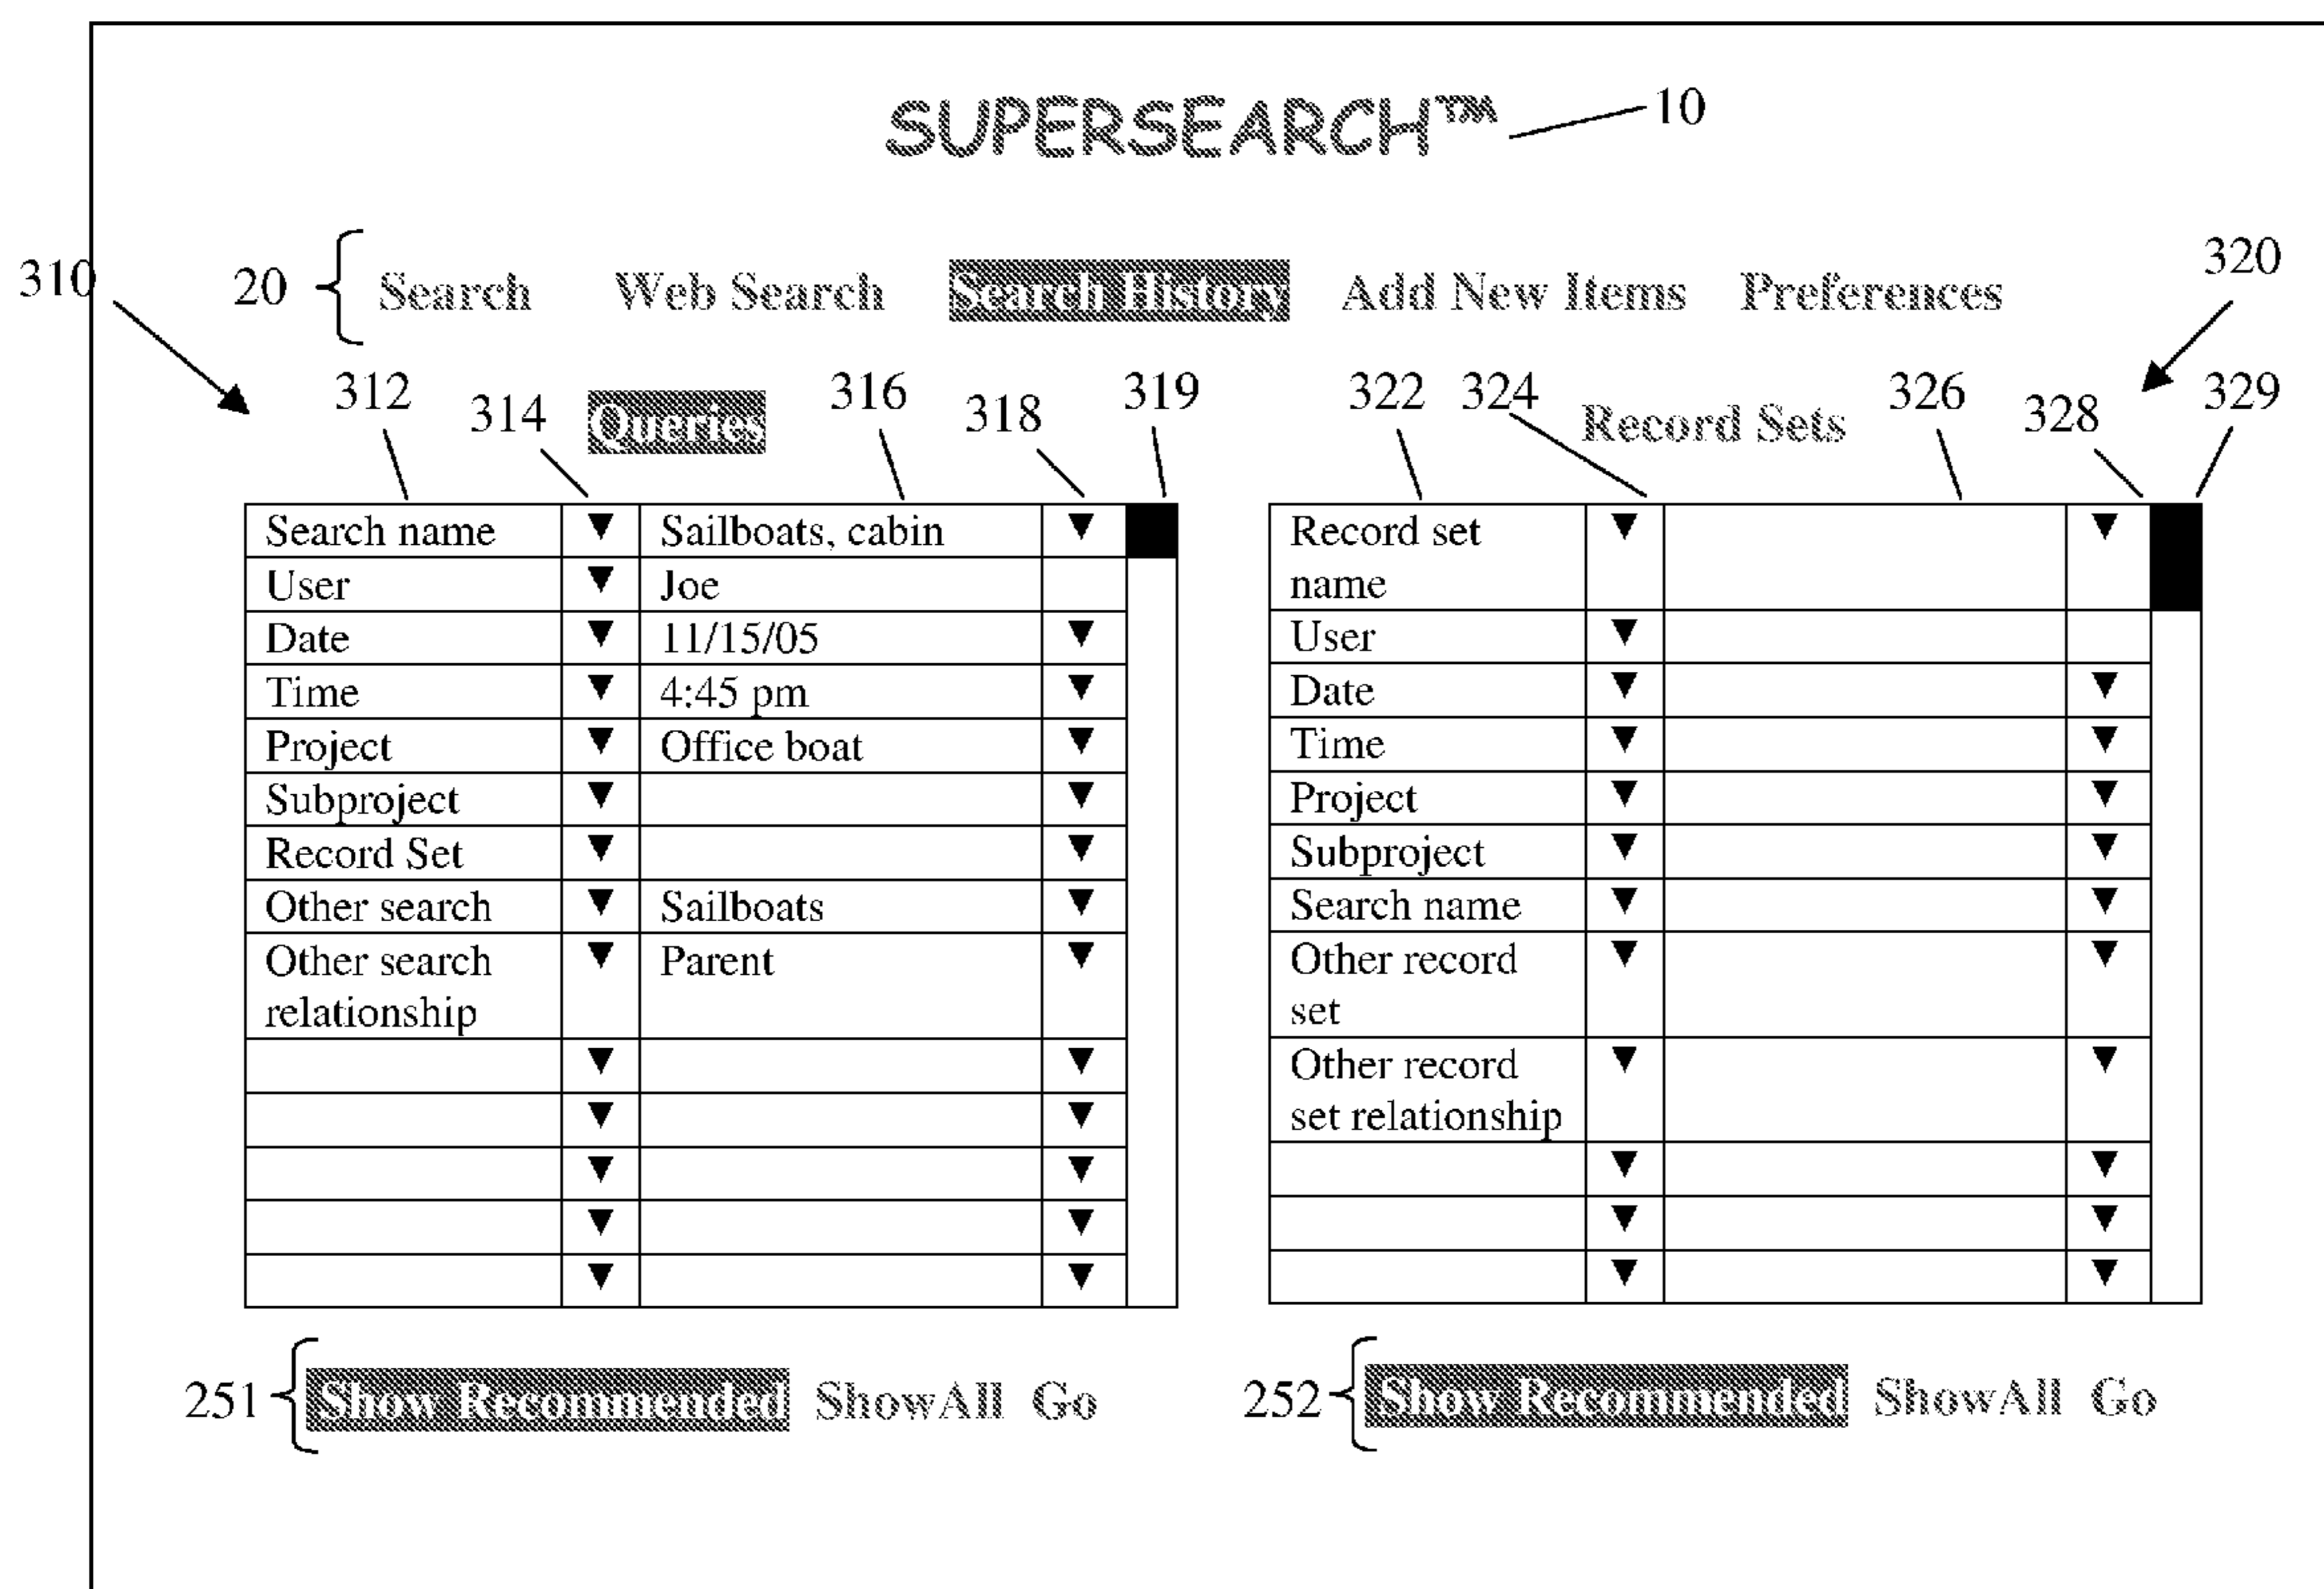 SUPERSEARCH™ 10
310 20 Search Web Search Search History Add New Items Preferences 320
312 314 Queries 316 318 319 322 324 Record Sets 326 328 329
Search name ▼ Sailboats, cabin ▼
User ▼ Joe
Date ▼ 11/15/05 ▼
Time ▼ 4:45 pm ▼
Project ▼ Office boat ▼
Subproject ▼ ▼
Record Set ▼ ▼
Other search ▼ Sailboats ▼
Other search ▼ Parent ▼
relationship
▼ ▼
▼ ▼
▼ ▼
▼ ▼
▼ ▼
Record set ▼ ▼
name
User ▼
Date ▼ ▼
Time ▼ ▼
Project ▼ ▼
Subproject ▼ ▼
Search name ▼ ▼
Other record ▼ ▼
set
Other record ▼ ▼
set relationship
▼ ▼
▼ ▼
▼ ▼
251 Show Recommended ShowAll Go
252 Show Recommended ShowAll Go